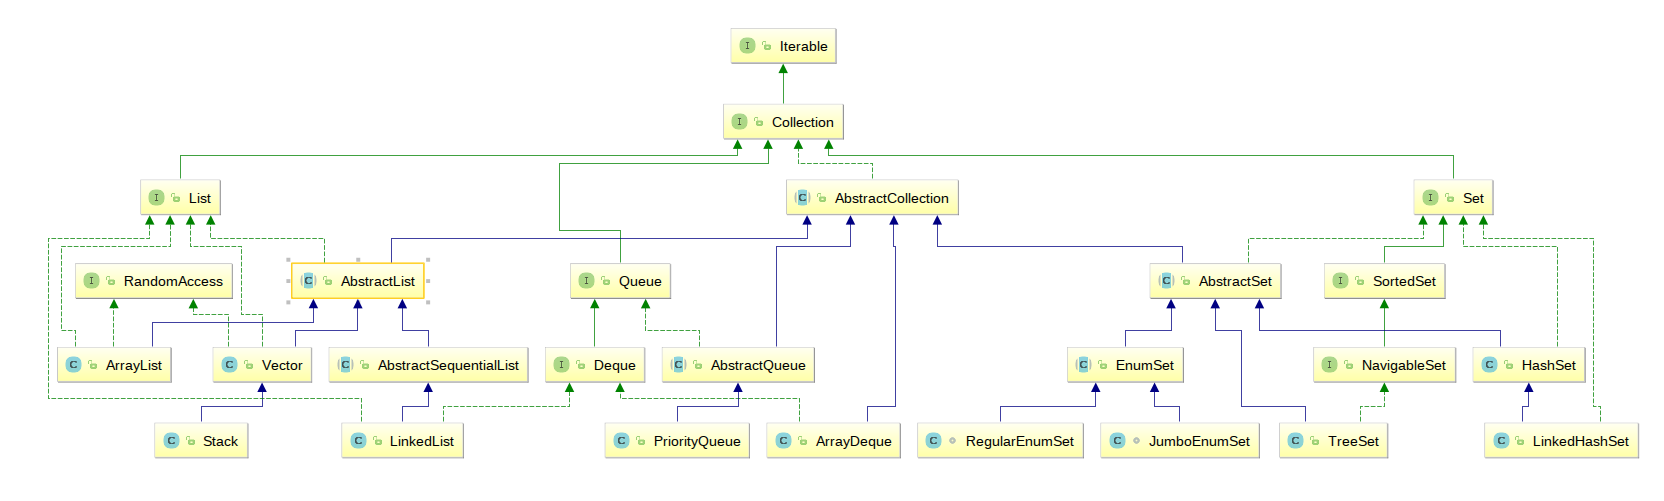 I Iterable
I Collection
I List
C AbstractCollection
I Set
I RandomAccess
C AbstractList
I Queue
C AbstractSet
I SortedSet
C ArrayList
C Vector
C AbstractSequentialList
I Deque
C AbstractQueue
C EnumSet
I NavigableSet
C HashSet
C Stack
C LinkedList
C PriorityQueue
C ArrayDeque
C RegularEnumSet
C JumboEnumSet
C TreeSet
C LinkedHashSet